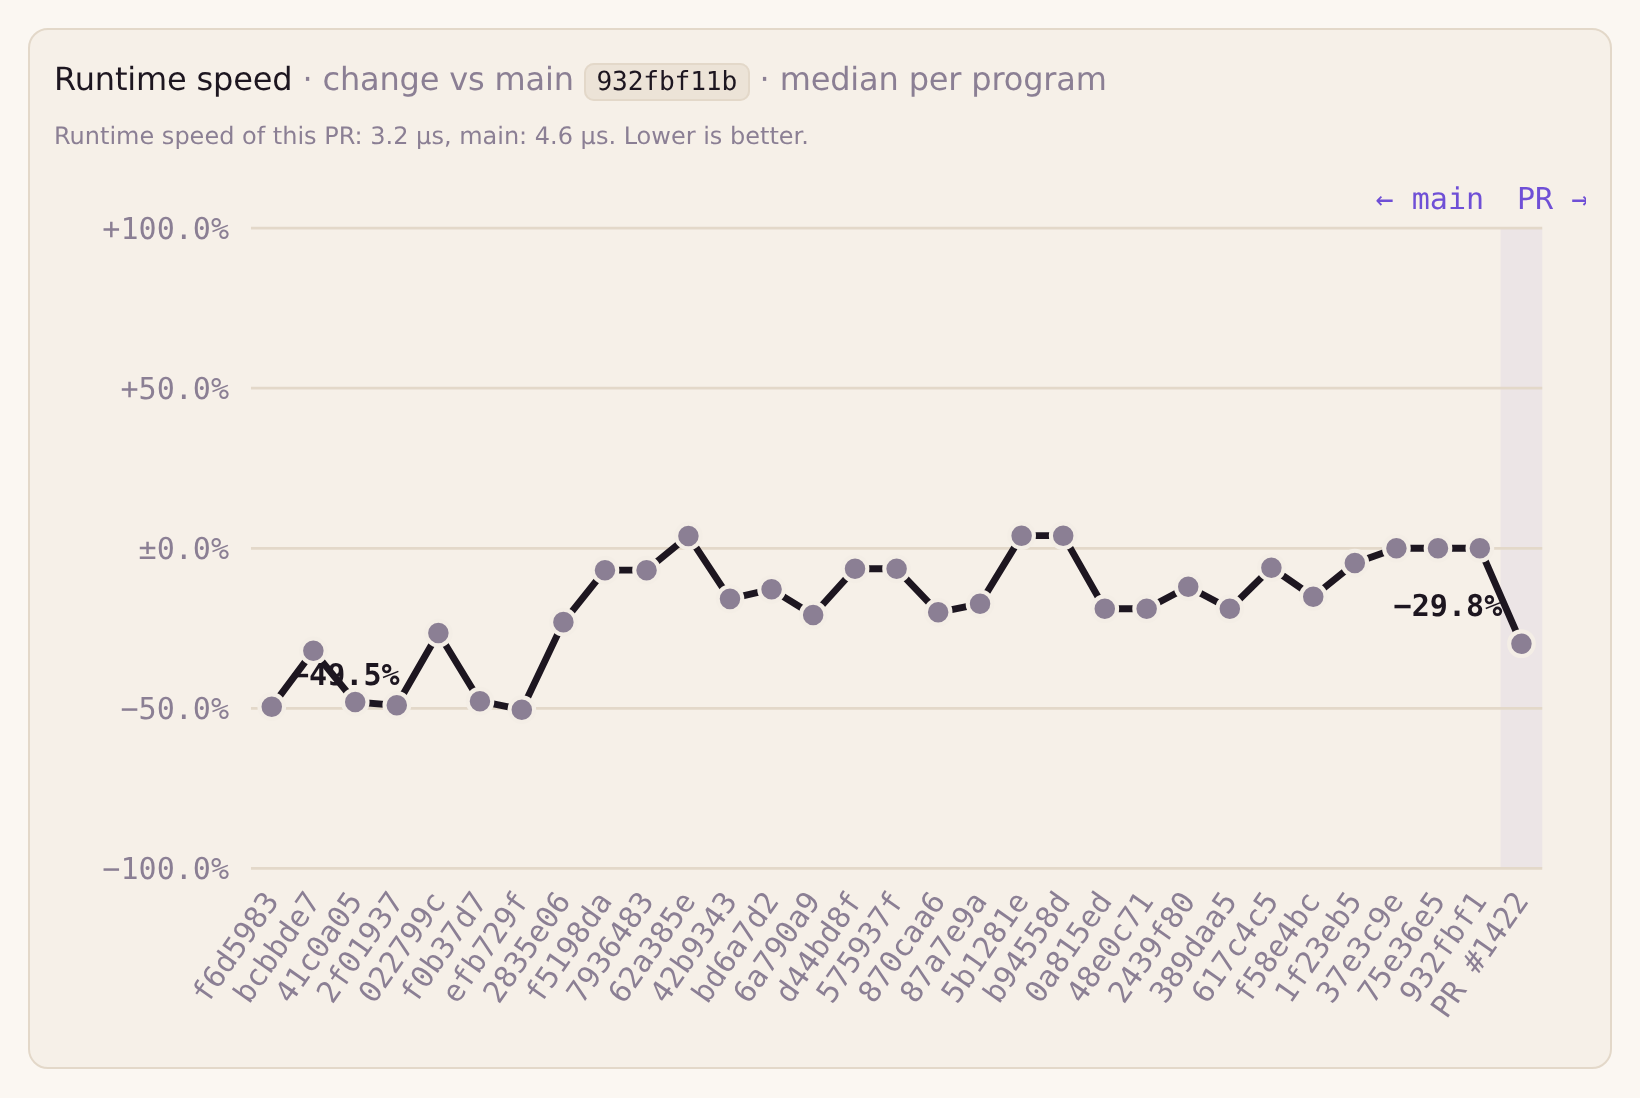 Runtime speed · change vs main 932fbf11b · median per program
Runtime speed of this PR: 3.2 µs, main: 4.6 µs. Lower is better.
← main PR →
+100.0%
+50.0%
±0.0%
−50.0%
−100.0%
−49.5%
−29.8%
f6d5983
bcbbde7
41c0a05
2f01937
022799c
f0b37d7
efb729f
2835e06
f5198da
7936483
62a385e
42b9343
bd6a7d2
6a790a9
d44bd8f
575937f
870caa6
87a7e9a
5b1281e
b94558d
0a815ed
48e0c71
2439f80
389daa5
617c4c5
f58e4bc
1f23eb5
37e3c9e
75e36e5
932fbf1
PR #1422